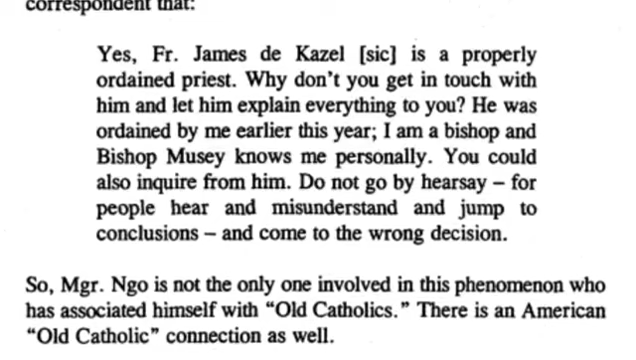 correspondent that:
Yes, Fr. James de Kazel [sic] is a properly
ordained priest. Why don't you get in touch with
him and let him explain everything to you? He was
ordained by me earlier this year; I am a bishop and
Bishop Musey knows me personally. You could
also inquire from him. Do not go by hearsay – for
people hear and misunderstand and jump to
conclusions – and come to the wrong decision.
So, Mgr. Ngo is not the only one involved in this phenomenon who
has associated himself with “Old Catholics.” There is an American
“Old Catholic” connection as well.